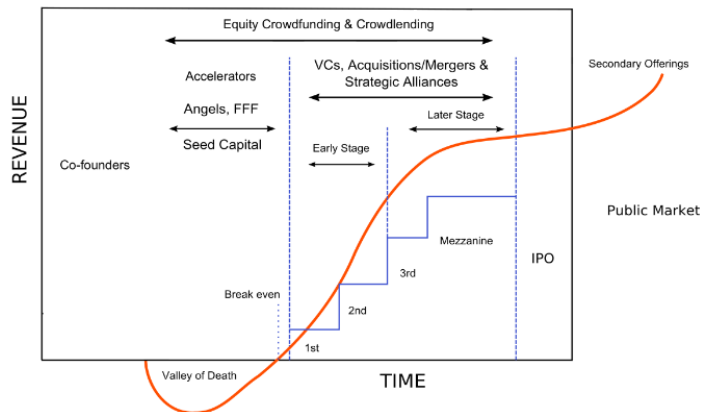 Equity Crowdfunding & Crowdlending
Accelerators
Angels, FFF
Seed Capital
VCs, Acquisitions/Mergers &
Strategic Alliances
Later Stage
Early Stage
Secondary Offerings
REVENUE
Co-founders
Public Market
Mezzanine
IPO
3rd
Break even
2nd
1st
Valley of Death
TIME